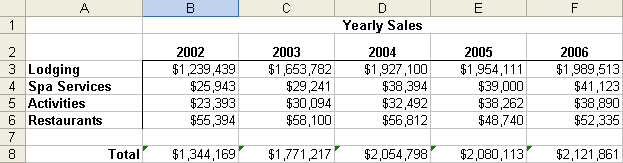 A B C D E F
1 Yearly Sales
2 2002 2003 2004 2005 2006
3 Lodging $1,239,439 $1,653,782 $1,927,100 $1,954,111 $1,989,513
4 Spa Services $25,943 $29,241 $38,394 $39,000 $41,123
5 Activities $23,393 $30,094 $32,492 $38,262 $38,890
6 Restaurants $55,394 $58,100 $56,812 $48,740 $52,335
7
8 Total $1,344,169 $1,771,217 $2,054,798 $2,080,113 $2,121,861